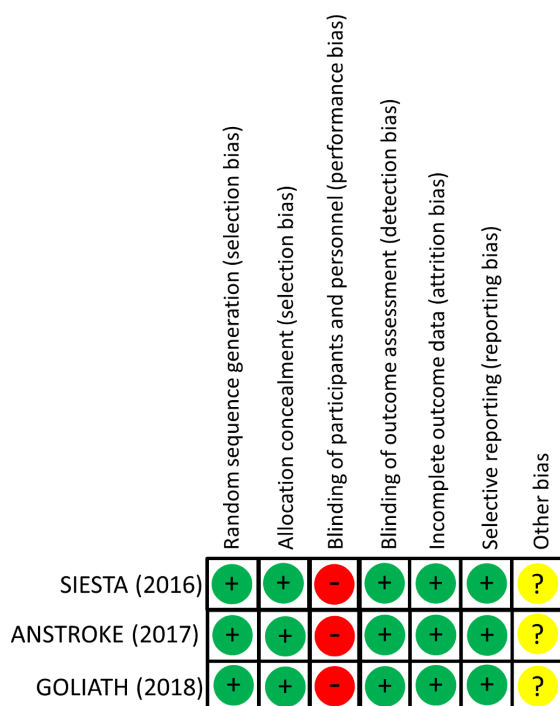 Random sequence generation (selection bias)
Allocation concealment (selection bias)
Blinding of participants and personnel (performance bias)
Blinding of outcome assessment (detection bias)
Incomplete outcome data (attrition bias)
Selective reporting (reporting bias)
Other bias
SIESTA (2016) + + - + + + ?
ANSTROKE (2017) + + - + + + ?
GOLIATH (2018) + + - + + + ?